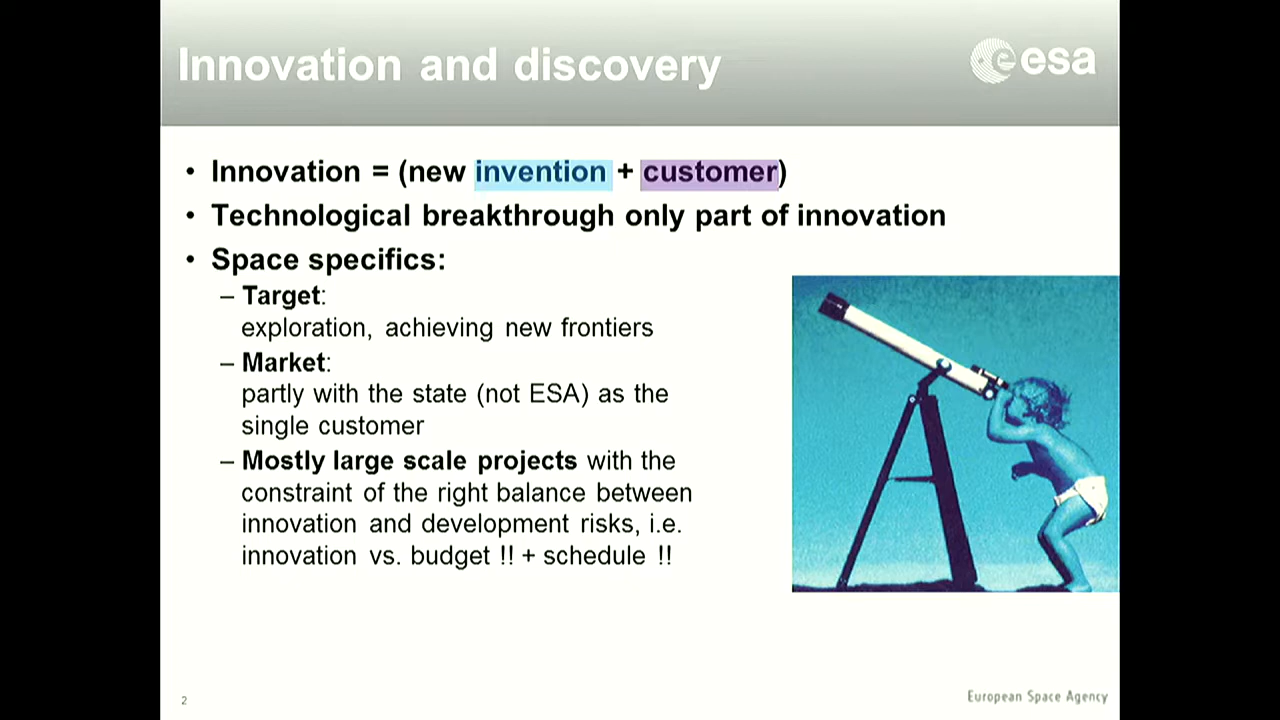 Innovation and discovery
esa
• Innovation = (new invention + customer)
• Technological breakthrough only part of innovation
• Space specifics:
– Target:
exploration, achieving new frontiers
– Market:
partly with the state (not ESA) as the
single customer
– Mostly large scale projects with the
constraint of the right balance between
innovation and development risks, i.e.
innovation vs. budget !! + schedule !!
2
European Space Agency